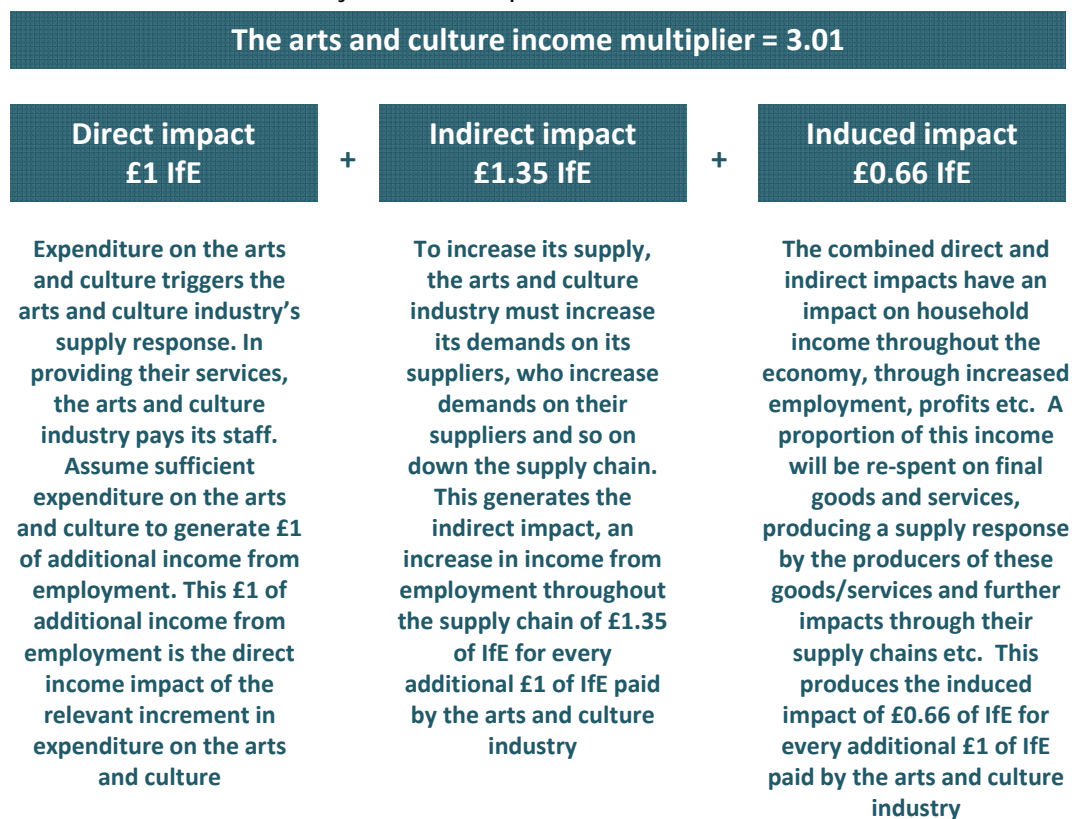 The arts and culture income multiplier = 3.01
Direct impact
£1 IfE
+
Indirect impact
£1.35 IfE
+
Induced impact
£0.66 IfE
Expenditure on the arts
and culture triggers the
arts and culture industry’s
supply response. In
providing their services,
the arts and culture
industry pays its staff.
Assume sufficient
expenditure on the arts
and culture to generate £1
of additional income from
employment. This £1 of
additional income from
employment is the direct
income impact of the
relevant increment in
expenditure on the arts
and culture
To increase its supply,
the arts and culture
industry must increase
its demands on its
suppliers, who increase
demands on their
suppliers and so on
down the supply chain.
This generates the
indirect impact, an
increase in income from
employment throughout
the supply chain of £1.35
of IfE for every
additional £1 of IfE paid
by the arts and culture
industry
The combined direct and
indirect impacts have an
impact on household
income throughout the
economy, through increased
employment, profits etc.  A
proportion of this income
will be re-spent on final
goods and services,
producing a supply response
by the producers of these
goods/services and further
impacts through their
supply chains etc.  This
produces the induced
impact of £0.66 of IfE for
every additional £1 of IfE
paid by the arts and culture
industry